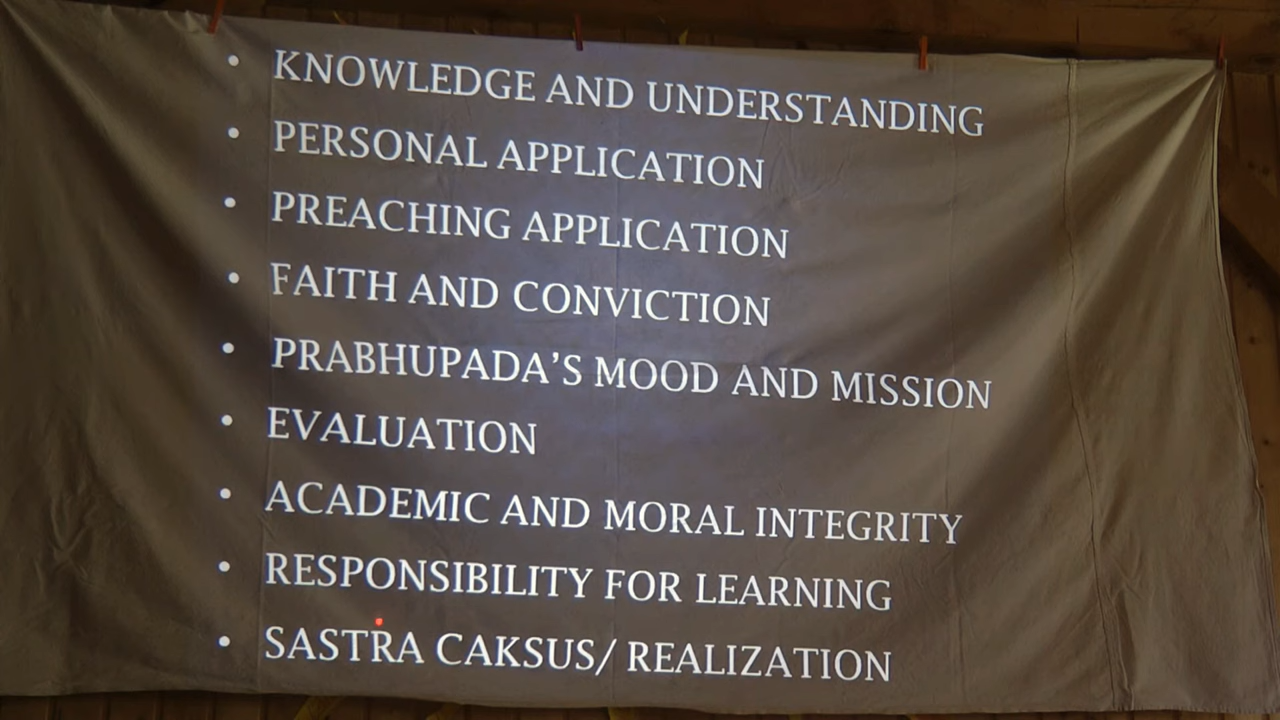 • KNOWLEDGE AND UNDERSTANDING
• PERSONAL APPLICATION
• PREACHING APPLICATION
• FAITH AND CONVICTION
• PRABHUPADA’S MOOD AND MISSION
• EVALUATION
• ACADEMIC AND MORAL INTEGRITY
• RESPONSIBILITY FOR LEARNING
• SASTRA CAKSUS/ REALIZATION